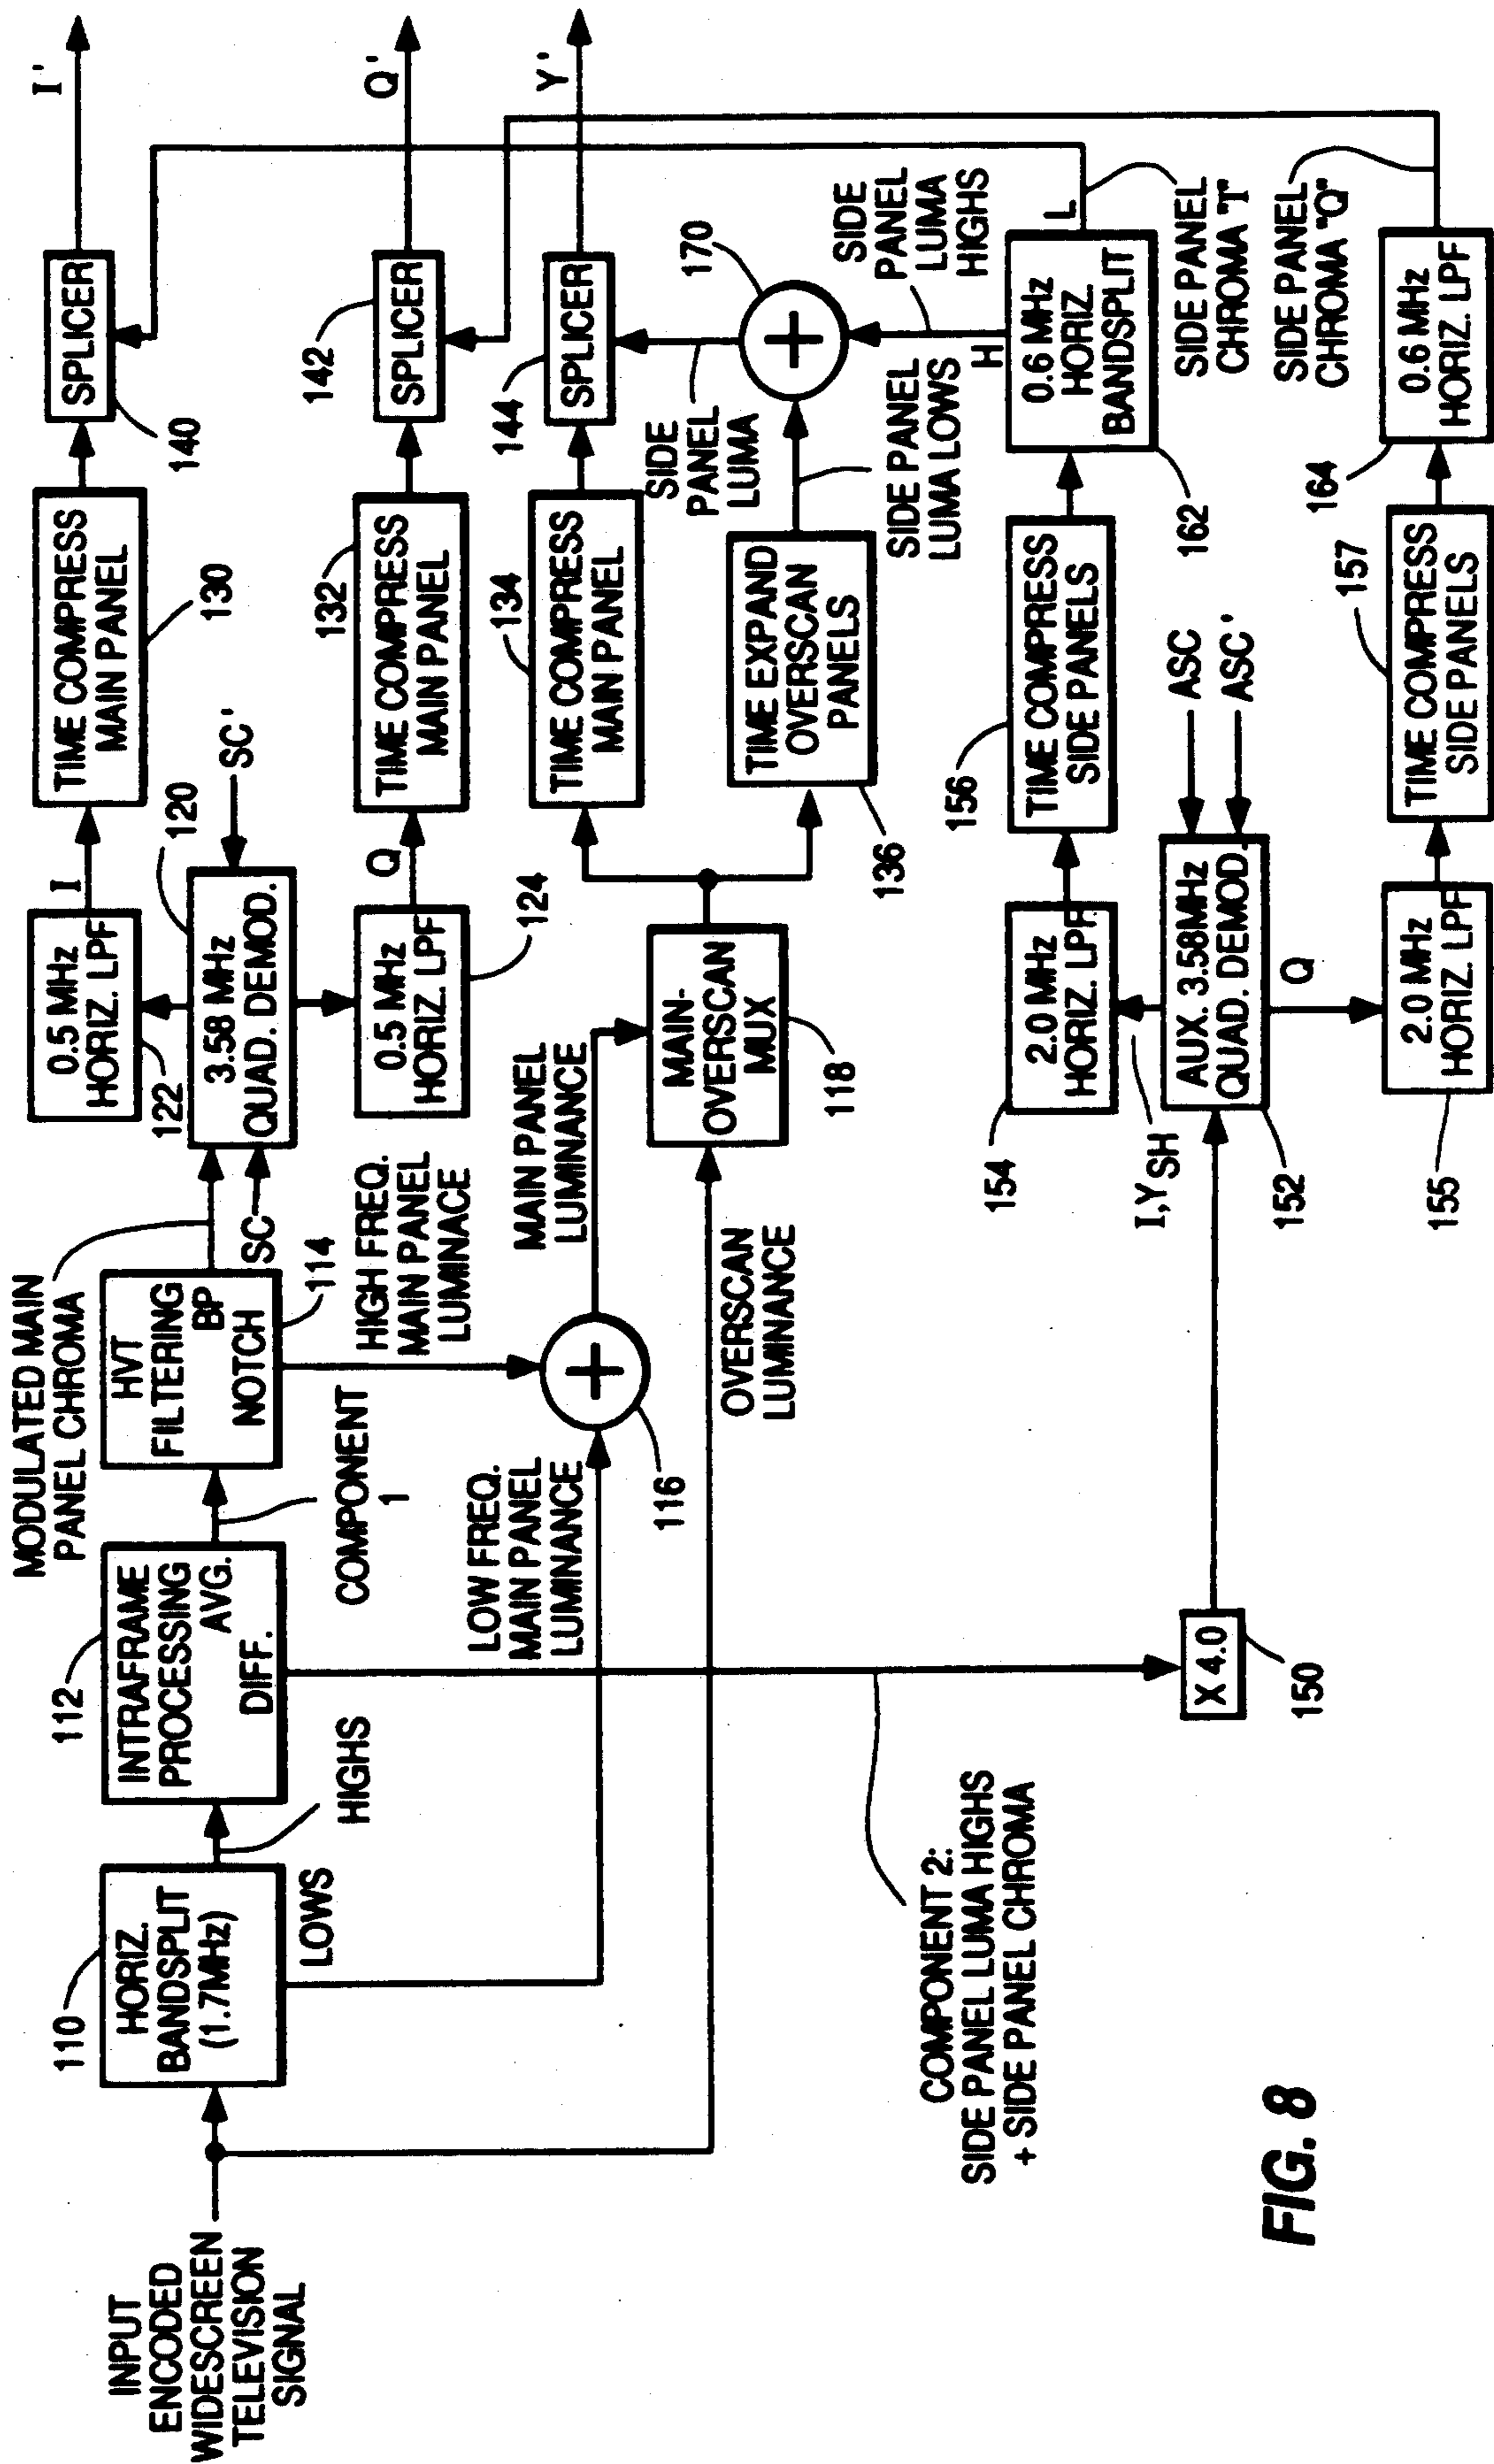 INPUT
ENCODED
WIDESCREEN
TELEVISION
SIGNAL
110
HORIZ.
BANDSPLIT
(1.7MHz)
LOWS
HIGHS
112
INTRAFRAME
PROCESSING
AVG.
DIFF.
COMPONENT
1
MODULATED MAIN
PANEL CHROMA
HVT
FILTERING
BP
NOTCH
114
SC
HIGH FREQ.
MAIN PANEL
LUMINACE
LOW FREQ.
MAIN PANEL
LUMINANCE
+
116
MAIN PANEL
LUMINANCE
OVERSCAN
LUMINANCE
0.5 MHz
HORIZ. LPF
122
I
3.58 MHz
QUAD. DEMOD.
120
SC'
0.5 MHz
HORIZ. LPF
124
Q
MAIN-
OVERSCAN
MUX
118
TIME COMPRESS
MAIN PANEL
130
TIME COMPRESS
MAIN PANEL
132
TIME COMPRESS
MAIN PANEL
134
TIME EXPAND
OVERSCAN
PANELS
136
SPLICER
140
I'
SPLICER
142
Q'
SPLICER
144
Y'
SIDE
PANEL
LUMA
+
170
SIDE PANEL
LUMA LOWS
SIDE
PANEL
LUMA
HIGHS
COMPONENT 2:
SIDE PANEL LUMA HIGHS
+ SIDE PANEL CHROMA
X 4.0
150
AUX. 3.58MHz
QUAD. DEMOD.
152
ASC
ASC'
I,YSH
Q
2.0 MHz
HORIZ. LPF
154
2.0 MHz
HORIZ. LPF
155
TIME COMPRESS
SIDE PANELS
156
TIME COMPRESS
SIDE PANELS
157
H
L
0.6 MHz
HORIZ.
BANDSPLIT
162
SIDE PANEL
CHROMA "I"
SIDE PANEL
CHROMA "Q"
0.6 MHz
HORIZ. LPF
164
FIG. 8